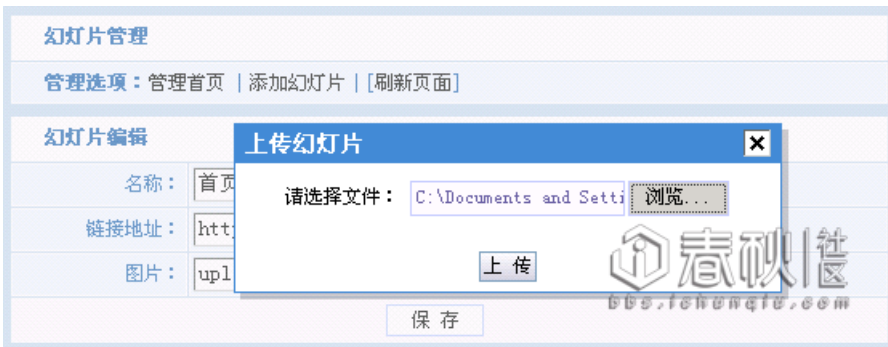 幻灯片管理
管理选项：管理首页 | 添加幻灯片 | [刷新页面]
幻灯片编辑
上传幻灯片
名称： 首页
请选择文件： C:\Documents and Setti 浏览...
链接地址： http
上 传
图片： upl
保 存
春秋社区
bbs.ichunqiu.com